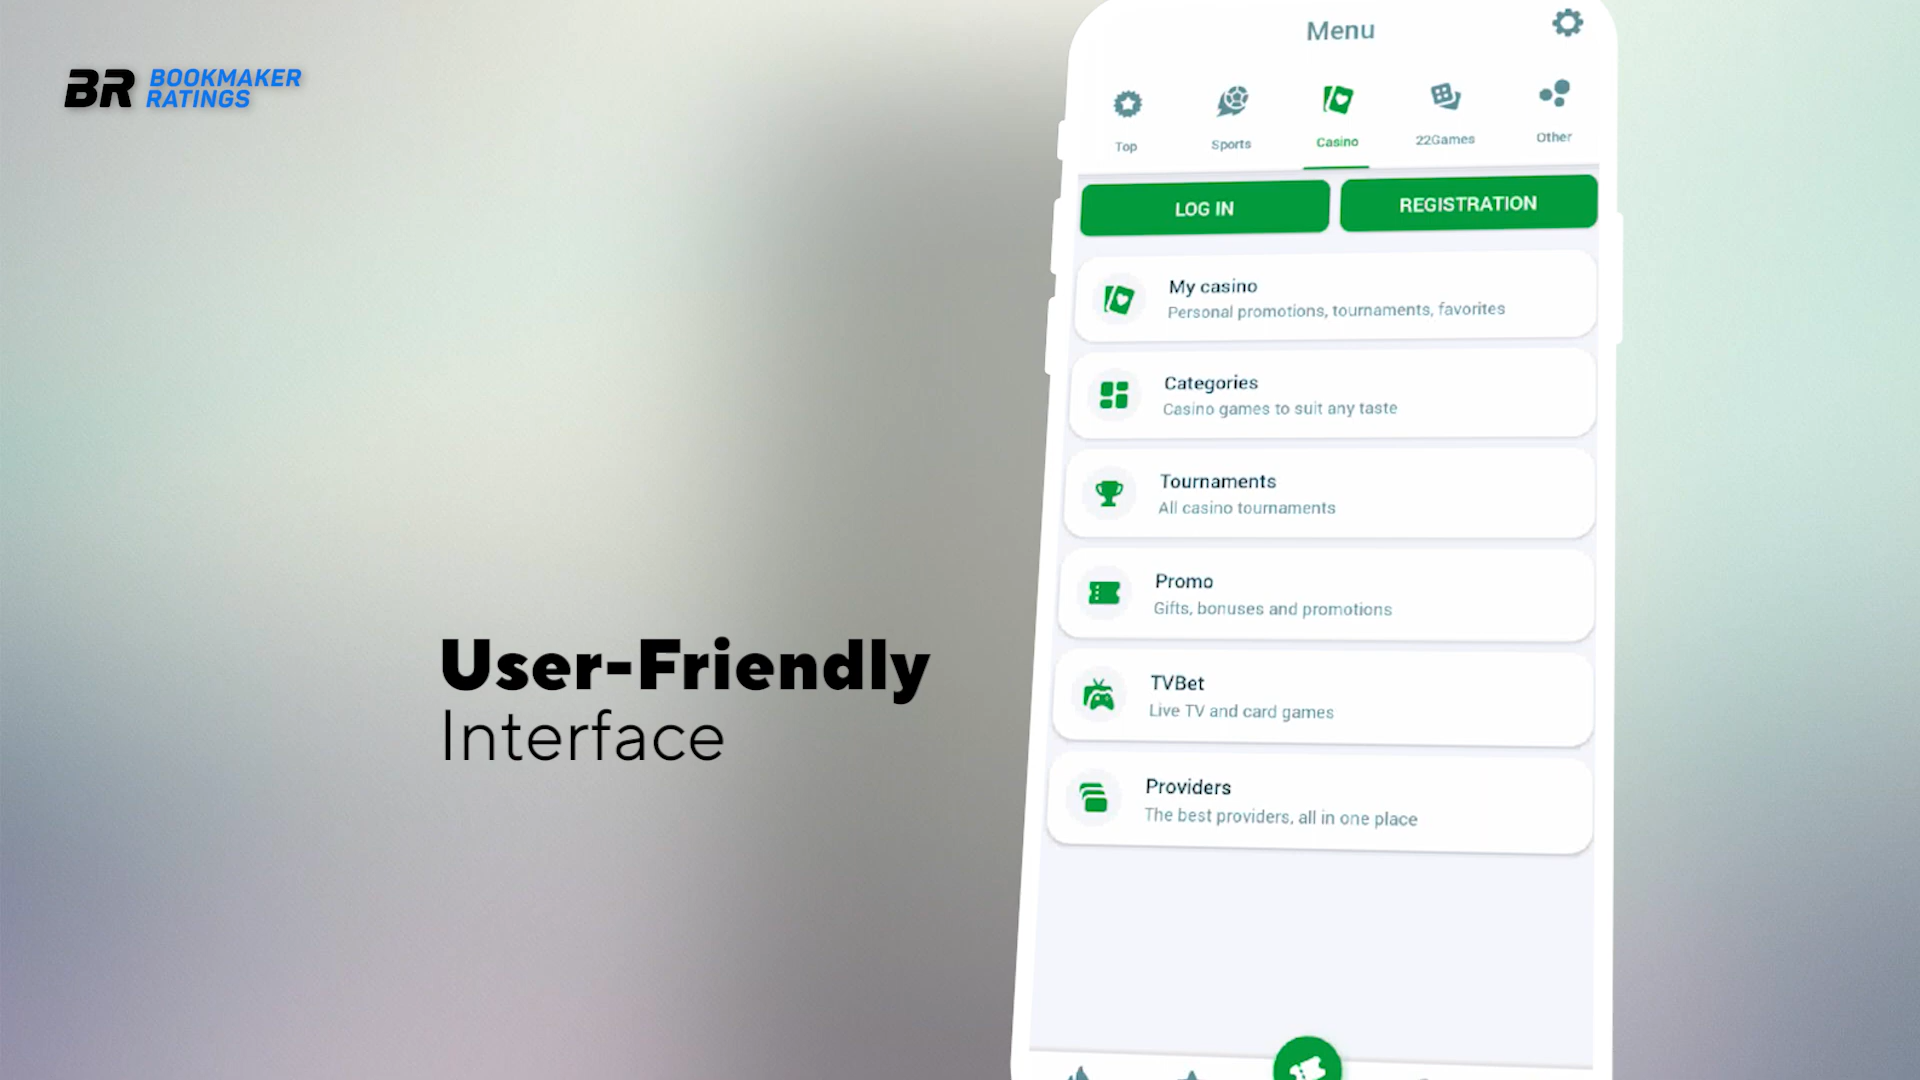 BR BOOKMAKER
RATINGS
User-Friendly
Interface
Menu
Top
Sports
Casino
22Games
Other
LOG IN
REGISTRATION
My casino
Personal promotions, tournaments, favorites
Categories
Casino games to suit any taste
Tournaments
All casino tournaments
Promo
Gifts, bonuses and promotions
TVBet
Live TV and card games
Providers
The best providers, all in one place